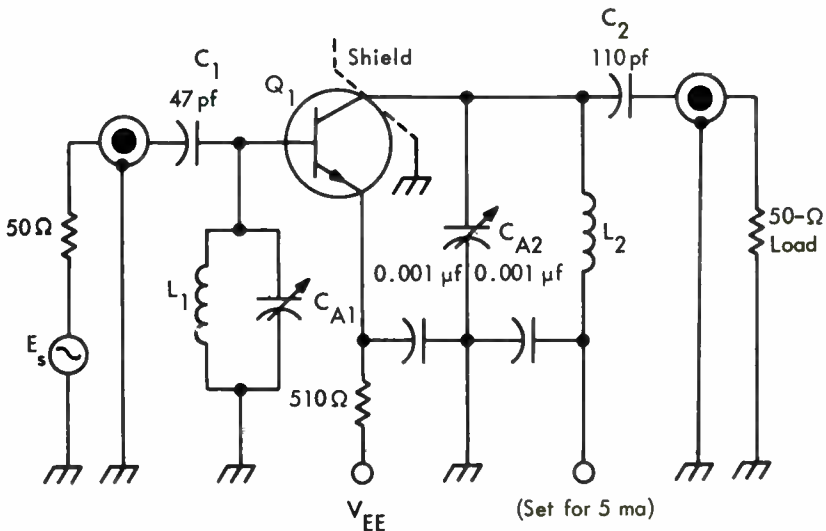 C2
110 pf
Shield
C1
Q1
47 pf
50Ω
L1
CA1
CA2
L2
50-Ω
Load
0.001 μf 0.001 μf
Es
510Ω
VEE
(Set for 5 ma)